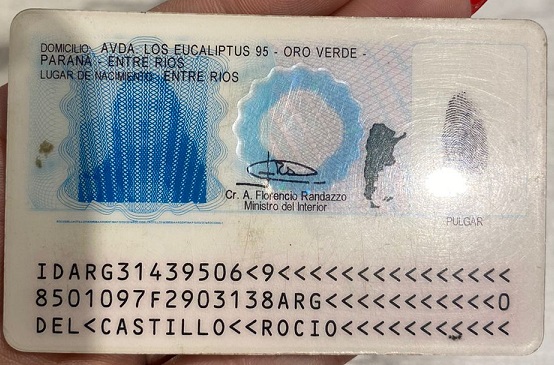 DOMICILIO: AVDA. LOS EUCALIPTUS 95 - ORO VERDE -
PARANÁ - ENTRE RIOS
LUGAR DE NACIMIENTO: ENTRE RIOS
Cr. A. Florencio Randazzo
Ministro del Interior
PULGAR
IDARG31439506<9<<<<<<<<<<<<<<<
8501097F2903138ARG<<<<<<<<<<<0
DEL<CASTILLO<<ROCIO<<<<<<<<<<<